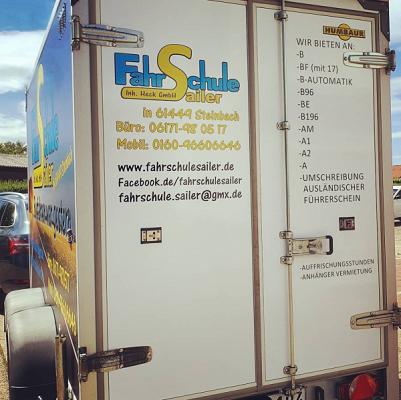 FahrSchule
Sailer
Inh. Heck GmbH
in 61449 Steinbach
Büro: 06171-98 05 17
Mobil: 0160-96606646
www.fahrschulesailer.de
Facebook.de/fahrschulesailer
fahrschule.sailer@gmx.de
HUMBAUR
WIR BIETEN AN:
-B
-BF (mit 17)
-B-AUTOMATIK
-B96
-BE
-B196
-AM
-A1
-A2
-A
-UMSCHREIBUNG
AUSLÄNDISCHER
FÜHRERSCHEIN
-AUFFRISCHUNGSSTUNDEN
-ANHÄNGER VERMIETUNG